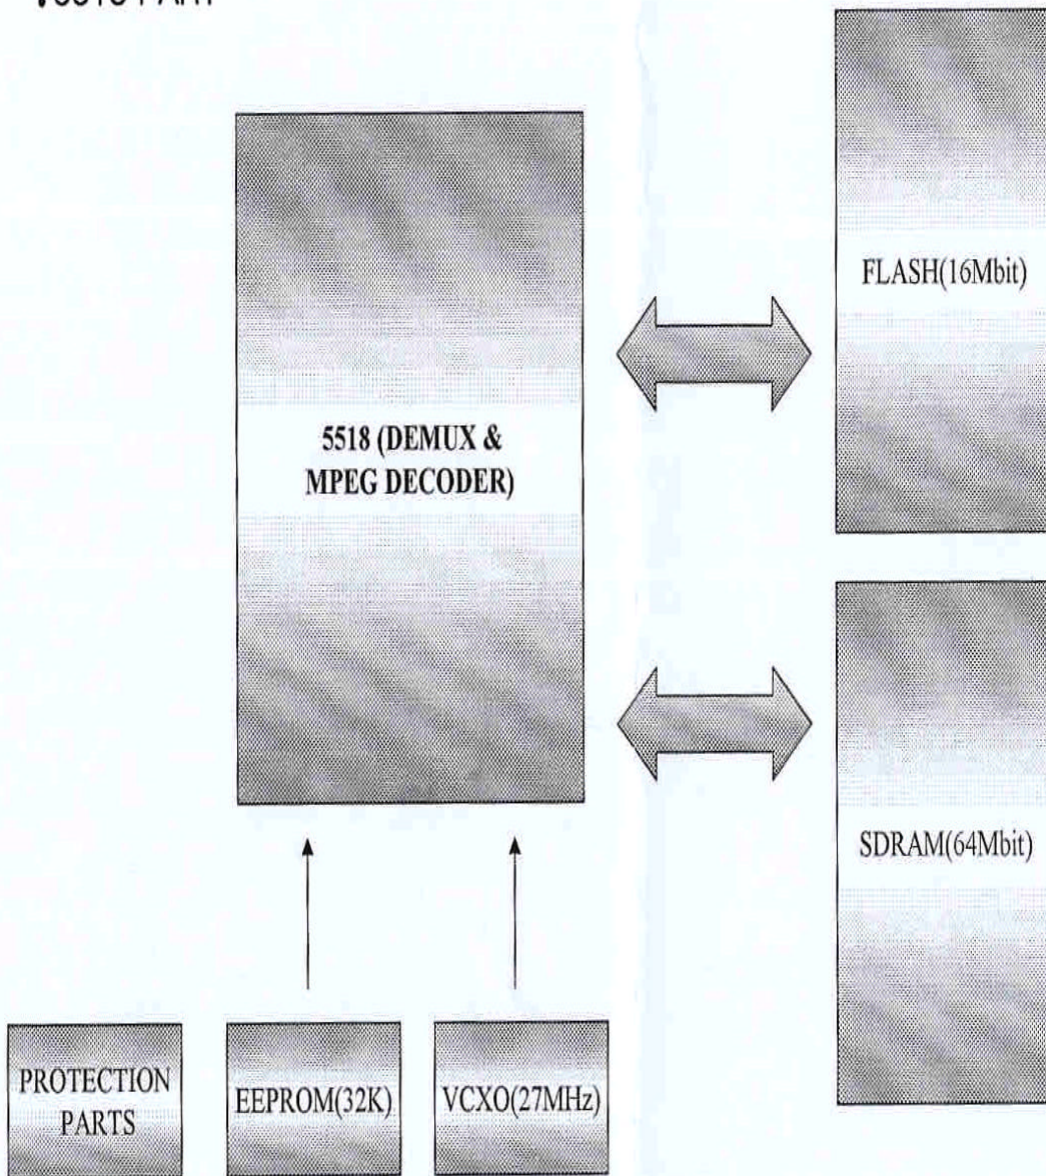 5518 (DEMUX &
MPEG DECODER)
FLASH(16Mbit)
SDRAM(64Mbit)
PROTECTION
PARTS
EEPROM(32K)
VCXO(27MHz)